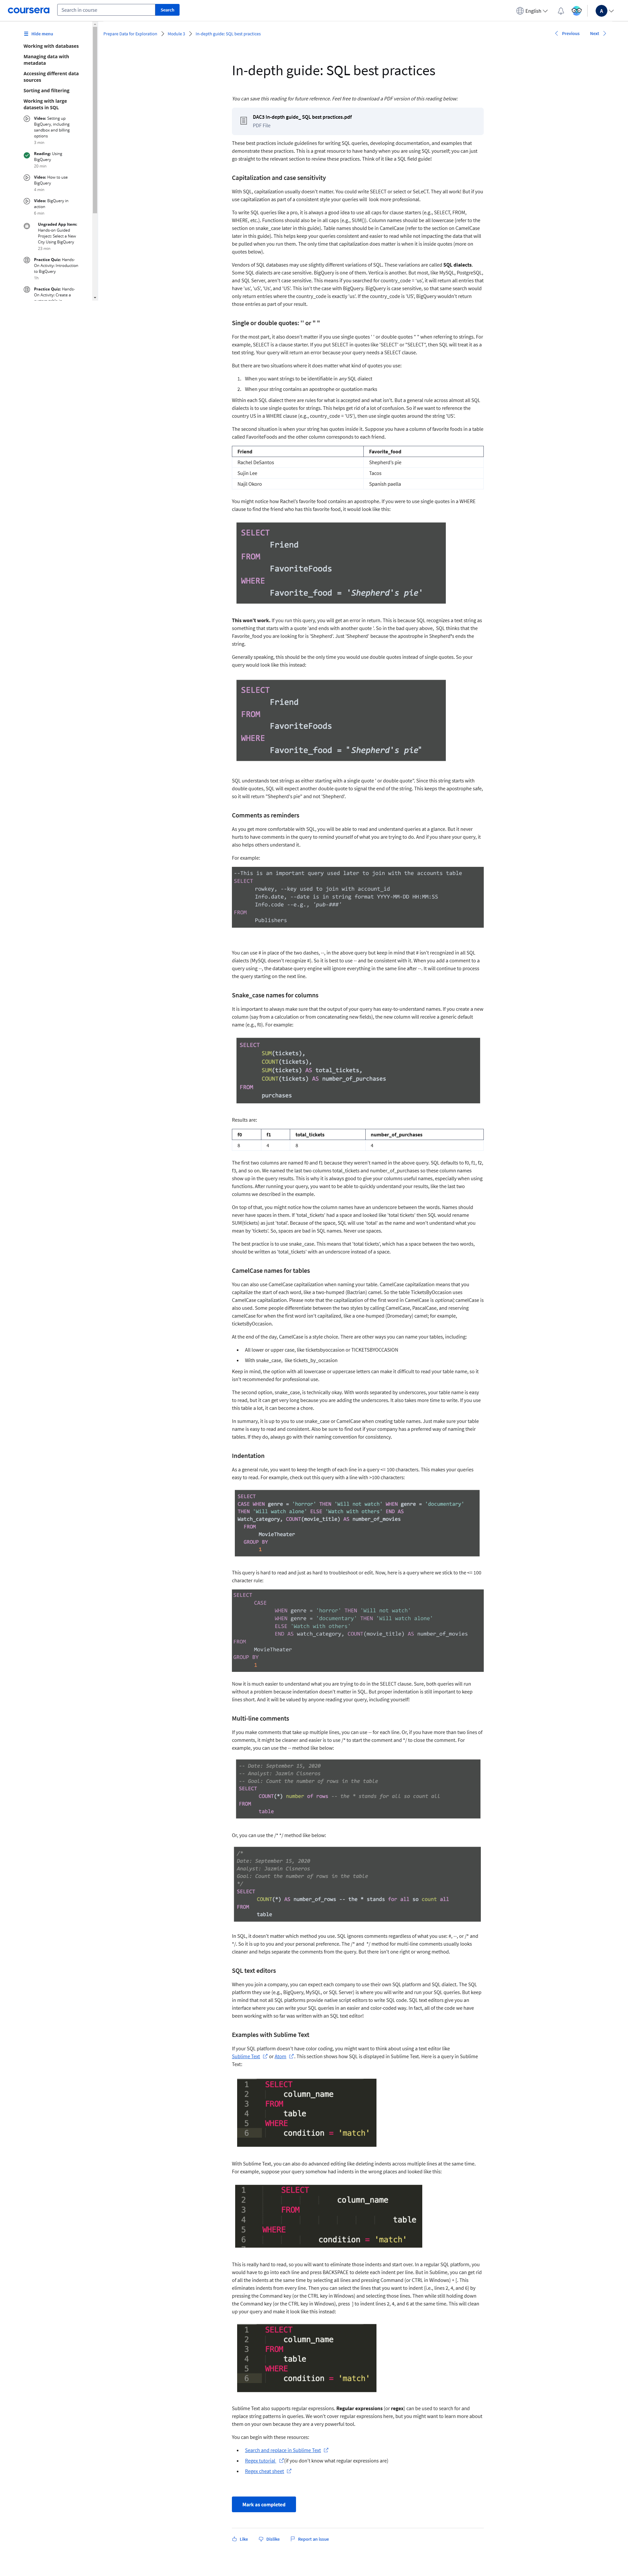 coursera
Search in course
Search
English
A
Hide menu
Prepare Data for Exploration
Module 3
In-depth guide: SQL best practices
Previous
Next
Working with databases
Managing data with
metadata
Accessing different data
sources
Sorting and filtering
Working with large
datasets in SQL
Video: Setting up
BigQuery, including
sandbox and billing
options
3 min
Reading: Using
BigQuery
20 min
Video: How to use
BigQuery
4 min
Video: BigQuery in
action
6 min
Ungraded App Item:
Hands-on Guided
Project: Select a New
City Using BigQuery
23 min
Practice Quiz: Hands-
On Activity: Introduction
to BigQuery
1h
Practice Quiz: Hands-
On Activity: Create a
In-depth guide: SQL best practices
You can save this reading for future reference. Feel free to download a PDF version of this reading below:
DAC3 In-depth guide_ SQL best practices.pdf
PDF File
These best practices include guidelines for writing SQL queries, developing documentation, and examples that
demonstrate these practices. This is a great resource to have handy when you are using SQL yourself; you can just
go straight to the relevant section to review these practices. Think of it like a SQL field guide!
Capitalization and case sensitivity
With SQL, capitalization usually doesn't matter. You could write SELECT or select or SeLeCT. They all work! But if you
use capitalization as part of a consistent style your queries will look more professional.
To write SQL queries like a pro, it is always a good idea to use all caps for clause starters (e.g., SELECT, FROM,
WHERE, etc.). Functions should also be in all caps (e.g., SUM()). Column names should be all lowercase (refer to the
section on snake_case later in this guide). Table names should be in CamelCase (refer to the section on CamelCase
later in this guide). This helps keep your queries consistent and easier to read while not impacting the data that will
be pulled when you run them. The only time that capitalization does matter is when it is inside quotes (more on
quotes below).
Vendors of SQL databases may use slightly different variations of SQL. These variations are called SQL dialects.
Some SQL dialects are case sensitive. BigQuery is one of them. Vertica is another. But most, like MySQL, PostgreSQL,
and SQL Server, aren't case sensitive. This means if you searched for country_code = 'us', it will return all entries that
have 'us', 'uS', 'Us', and 'US'. This isn't the case with BigQuery. BigQuery is case sensitive, so that same search would
only return entries where the country_code is exactly 'us'. If the country_code is 'US', BigQuery wouldn't return
those entries as part of your result.
Single or double quotes: '' or " "
For the most part, it also doesn't matter if you use single quotes ' ' or double quotes " " when referring to strings. For
example, SELECT is a clause starter. If you put SELECT in quotes like 'SELECT' or "SELECT", then SQL will treat it as a
text string. Your query will return an error because your query needs a SELECT clause.
But there are two situations where it does matter what kind of quotes you use:
1. When you want strings to be identifiable in any SQL dialect
2. When your string contains an apostrophe or quotation marks
Within each SQL dialect there are rules for what is accepted and what isn't. But a general rule across almost all SQL
dialects is to use single quotes for strings. This helps get rid of a lot of confusion. So if we want to reference the
country US in a WHERE clause (e.g., country_code = 'US'), then use single quotes around the string 'US'.
The second situation is when your string has quotes inside it. Suppose you have a column of favorite foods in a table
called FavoriteFoods and the other column corresponds to each friend.
Friend Favorite_food
Rachel DeSantos Shepherd's pie
Sujin Lee Tacos
Najil Okoro Spanish paella
You might notice how Rachel's favorite food contains an apostrophe. If you were to use single quotes in a WHERE
clause to find the friend who has this favorite food, it would look like this:
SELECT
Friend
FROM
FavoriteFoods
WHERE
Favorite_food = 'Shepherd's pie'
This won't work. If you run this query, you will get an error in return. This is because SQL recognizes a text string as
something that starts with a quote 'and ends with another quote '. So in the bad query above, SQL thinks that the
Favorite_food you are looking for is 'Shepherd'. Just 'Shepherd' because the apostrophe in Shepherd's ends the
string.
Generally speaking, this should be the only time you would use double quotes instead of single quotes. So your
query would look like this instead:
SELECT
Friend
FROM
FavoriteFoods
WHERE
Favorite_food = "Shepherd's pie"
SQL understands text strings as either starting with a single quote ' or double quote". Since this string starts with
double quotes, SQL will expect another double quote to signal the end of the string. This keeps the apostrophe safe,
so it will return "Shepherd's pie" and not 'Shepherd'.
Comments as reminders
As you get more comfortable with SQL, you will be able to read and understand queries at a glance. But it never
hurts to have comments in the query to remind yourself of what you are trying to do. And if you share your query, it
also helps others understand it.
For example:
--This is an important query used later to join with the accounts table
SELECT
rowkey, --key used to join with account_id
Info.date, --date is in string format YYYY-MM-DD HH:MM:SS
Info.code --e.g., 'pub-###'
FROM
Publishers
You can use # in place of the two dashes, --, in the above query but keep in mind that # isn't recognized in all SQL
dialects (MySQL doesn't recognize #). So it is best to use -- and be consistent with it. When you add a comment to a
query using --, the database query engine will ignore everything in the same line after --. It will continue to process
the query starting on the next line.
Snake_case names for columns
It is important to always make sure that the output of your query has easy-to-understand names. If you create a new
column (say from a calculation or from concatenating new fields), the new column will receive a generic default
name (e.g., f0). For example:
SELECT
SUM(tickets),
COUNT(tickets),
SUM(tickets) AS total_tickets,
COUNT(tickets) AS number_of_purchases
FROM
purchases
Results are:
f0 f1 total_tickets number_of_purchases
8 4 8 4
The first two columns are named f0 and f1 because they weren't named in the above query. SQL defaults to f0, f1, f2,
f3, and so on. We named the last two columns total_tickets and number_of_purchases so these column names
show up in the query results. This is why it is always good to give your columns useful names, especially when using
functions. After running your query, you want to be able to quickly understand your results, like the last two
columns we described in the example.
On top of that, you might notice how the column names have an underscore between the words. Names should
never have spaces in them. If 'total_tickets' had a space and looked like 'total tickets' then SQL would rename
SUM(tickets) as just 'total'. Because of the space, SQL will use 'total' as the name and won't understand what you
mean by 'tickets'. So, spaces are bad in SQL names. Never use spaces.
The best practice is to use snake_case. This means that 'total tickets', which has a space between the two words,
should be written as 'total_tickets' with an underscore instead of a space.
CamelCase names for tables
You can also use CamelCase capitalization when naming your table. CamelCase capitalization means that you
capitalize the start of each word, like a two-humped (Bactrian) camel. So the table TicketsByOccasion uses
CamelCase capitalization. Please note that the capitalization of the first word in CamelCase is optional; camelCase is
also used. Some people differentiate between the two styles by calling CamelCase, PascalCase, and reserving
camelCase for when the first word isn't capitalized, like a one-humped (Dromedary) camel; for example,
ticketsByOccasion.
At the end of the day, CamelCase is a style choice. There are other ways you can name your tables, including:
• All lower or upper case, like ticketsbyoccasion or TICKETSBYOCCASION
• With snake_case, like tickets_by_occasion
Keep in mind, the option with all lowercase or uppercase letters can make it difficult to read your table name, so it
isn't recommended for professional use.
The second option, snake_case, is technically okay. With words separated by underscores, your table name is easy
to read, but it can get very long because you are adding the underscores. It also takes more time to write. If you use
this table a lot, it can become a chore.
In summary, it is up to you to use snake_case or CamelCase when creating table names. Just make sure your table
name is easy to read and consistent. Also be sure to find out if your company has a preferred way of naming their
tables. If they do, always go with their naming convention for consistency.
Indentation
As a general rule, you want to keep the length of each line in a query <= 100 characters. This makes your queries
easy to read. For example, check out this query with a line with >100 characters:
SELECT
CASE WHEN genre = 'horror' THEN 'Will not watch' WHEN genre = 'documentary'
THEN 'Will watch alone' ELSE 'Watch with others' END AS
Watch_category, COUNT(movie_title) AS number_of_movies
FROM
MovieTheater
GROUP BY
1
This query is hard to read and just as hard to troubleshoot or edit. Now, here is a query where we stick to the <= 100
character rule:
SELECT
CASE
WHEN genre = 'horror' THEN 'Will not watch'
WHEN genre = 'documentary' THEN 'Will watch alone'
ELSE 'Watch with others'
END AS watch_category, COUNT(movie_title) AS number_of_movies
FROM
MovieTheater
GROUP BY
1
Now it is much easier to understand what you are trying to do in the SELECT clause. Sure, both queries will run
without a problem because indentation doesn't matter in SQL. But proper indentation is still important to keep
lines short. And it will be valued by anyone reading your query, including yourself!
Multi-line comments
If you make comments that take up multiple lines, you can use -- for each line. Or, if you have more than two lines of
comments, it might be cleaner and easier is to use /* to start the comment and */ to close the comment. For
example, you can use the -- method like below:
-- Date: September 15, 2020
-- Analyst: Jazmin Cisneros
-- Goal: Count the number of rows in the table
SELECT
COUNT(*) number of rows -- the * stands for all so count all
FROM
table
Or, you can use the /* */ method like below:
/*
Date: September 15, 2020
Analyst: Jazmin Cisneros
Goal: Count the number of rows in the table
*/
SELECT
COUNT(*) AS number_of_rows -- the * stands for all so count all
FROM
table
In SQL, it doesn't matter which method you use. SQL ignores comments regardless of what you use: #, --, or /* and
*/. So it is up to you and your personal preference. The /* and */ method for multi-line comments usually looks
cleaner and helps separate the comments from the query. But there isn't one right or wrong method.
SQL text editors
When you join a company, you can expect each company to use their own SQL platform and SQL dialect. The SQL
platform they use (e.g., BigQuery, MySQL, or SQL Server) is where you will write and run your SQL queries. But keep
in mind that not all SQL platforms provide native script editors to write SQL code. SQL text editors give you an
interface where you can write your SQL queries in an easier and color-coded way. In fact, all of the code we have
been working with so far was written with an SQL text editor!
Examples with Sublime Text
If your SQL platform doesn't have color coding, you might want to think about using a text editor like
Sublime Text or Atom. This section shows how SQL is displayed in Sublime Text. Here is a query in Sublime
Text:
1 SELECT
2 column_name
3 FROM
4 table
5 WHERE
6 condition = 'match'
With Sublime Text, you can also do advanced editing like deleting indents across multiple lines at the same time.
For example, suppose your query somehow had indents in the wrong places and looked like this:
1 SELECT
2 column_name
3 FROM
4 table
5 WHERE
6 condition = 'match'
This is really hard to read, so you will want to eliminate those indents and start over. In a regular SQL platform, you
would have to go into each line and press BACKSPACE to delete each indent per line. But in Sublime, you can get rid
of all the indents at the same time by selecting all lines and pressing Command (or CTRL in Windows) + [. This
eliminates indents from every line. Then you can select the lines that you want to indent (i.e., lines 2, 4, and 6) by
pressing the Command key (or the CTRL key in Windows) and selecting those lines. Then while still holding down
the Command key (or the CTRL key in Windows), press ] to indent lines 2, 4, and 6 at the same time. This will clean
up your query and make it look like this instead:
1 SELECT
2 column_name
3 FROM
4 table
5 WHERE
6 condition = 'match'
Sublime Text also supports regular expressions. Regular expressions (or regex) can be used to search for and
replace string patterns in queries. We won't cover regular expressions here, but you might want to learn more about
them on your own because they are a very powerful tool.
You can begin with these resources:
• Search and replace in Sublime Text
• Regex tutorial (if you don't know what regular expressions are)
• Regex cheat sheet
Mark as completed
Like
Dislike
Report an issue